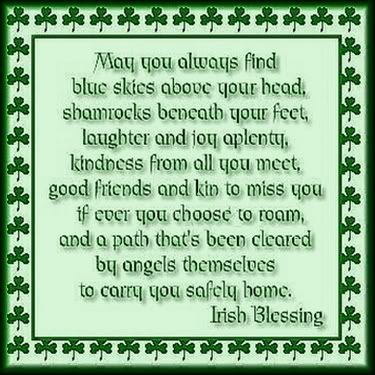 May you always find
blue skies above your head,
shamrocks beneath your feet,
laughter and joy aplenty,
kindness from all you meet,
good friends and kin to miss you
if ever you choose to roam,
and a path that's been cleared
by angels themselves
to carry you safely home.
Irish Blessing